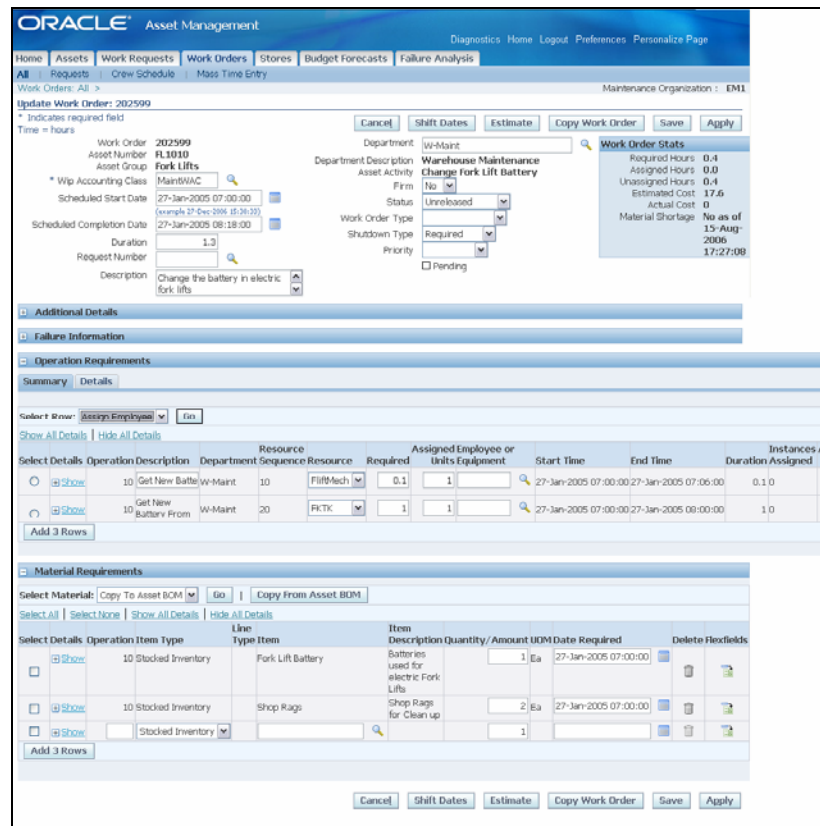 ORACLE Asset Management
Diagnostics Home Logout Preferences Personalize Page
Home Assets Work Requests Work Orders Stores Budget Forecasts Failure Analysis
All | Requests | Crew Schedule | Mass Time Entry
Work Orders: All >
Maintenance Organization : EM1
Update Work Order: 202599
* Indicates required field
Time = hours
Cancel Shift Dates Estimate Copy Work Order Save Apply
Work Order 202599
Asset Number FL1010
Asset Group Fork Lifts
* Wip Accounting Class MaintWAC
Scheduled Start Date 27-Jan-2005 07:00:00
(example 27-Dec-2006 15:30:33)
Scheduled Completion Date 27-Jan-2005 08:18:00
Duration 1.3
Request Number
Description Change the battery in electric
fork lifts
Department W-Maint
Department Description Warehouse Maintenance
Asset Activity Change Fork Lift Battery
Firm No
Status Unreleased
Work Order Type
Shutdown Type Required
Priority
Pending
Work Order Stats
Required Hours 0.4
Assigned Hours 0.0
Unassigned Hours 0.4
Estimated Cost 17.6
Actual Cost 0
Material Shortage No as of
15-Aug-
2006
17:27:08
Additional Details
Failure Information
Operation Requirements
Summary Details
Select Row: Assign Employee Go
Show All Details | Hide All Details
Select Details Operation Description Department Resource Sequence Resource Required Assigned Units Employee or Equipment Start Time End Time Duration Instances Assigned
Show 10 Get New Batte W-Maint 10 FliftMech 0.1 1 27-Jan-2005 07:00:00 27-Jan-2005 07:06:00 0.1 0
Show 10 Get New Battery From W-Maint 20 FKTK 1 1 27-Jan-2005 07:00:00 27-Jan-2005 08:00:00 1 0
Add 3 Rows
Material Requirements
Select Material: Copy To Asset BOM Go | Copy From Asset BOM
Select All | Select None | Show All Details | Hide All Details
Select Details Operation Item Type Line Type Item Item Description Quantity/Amount UOM Date Required Delete Flexfields
Show 10 Stocked Inventory Fork Lift Battery Batteries used for electric Fork Lifts 1 Ea 27-Jan-2005 07:00:00
Show 10 Stocked Inventory Shop Rags Shop Rags for Clean up 2 Ea 27-Jan-2005 07:00:00
Show Stocked Inventory 1
Add 3 Rows
Cancel Shift Dates Estimate Copy Work Order Save Apply